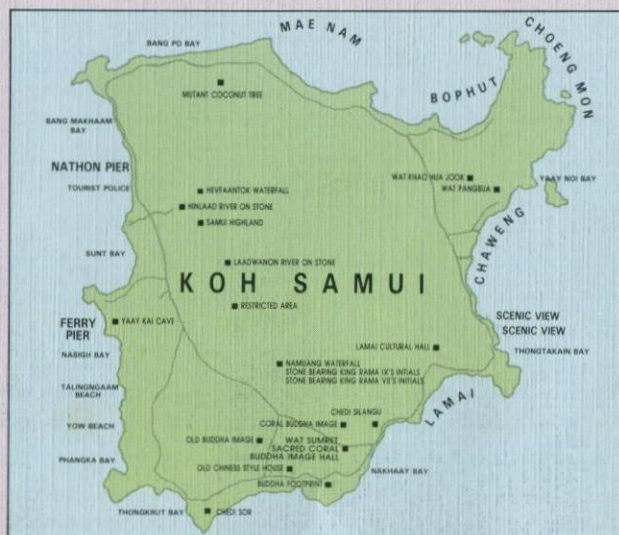 MAE NAM
CHOENG MON
BANG PO BAY
BOPHUT
MUTANT COCONUT TREE
BANG MAKHAAM
BAY
NATHON PIER
TOURIST POLICE
WAT KHAO HUA JOOK
WAT PANGBUA
YAAY NOI BAY
HEVFAANTOK WATERFALL
HINLAAD RIVER ON STONE
SAMUI HIGHLAND
CHAWENG
SUNT BAY
LAADWANON RIVER ON STONE
KOH SAMUI
RESTRICTED AREA
FERRY
PIER
YAAY KAI CAVE
SCENIC VIEW
SCENIC VIEW
NABIGH BAY
LAMAI CULTURAL HALL
THONGTAKAIN BAY
NAMUANG WATERFALL
STONE BEARING KING RAMA IX'S INITIALS
STONE BEARING KING RAMA VII'S INITIALS
TALINGNGAAM
BEACH
LAMAI
CHEDI SILANGU
CORAL BUDDHA IMAGE
YOW BEACH
OLD BUDDHA IMAGE
WAT SUMRET
SACRED CORAL
BUDDHA IMAGE HALL
PHANGKA BAY
OLD CHINESS STYLE HOUSE
NAKHAAY BAY
BUDDHA FOOTPRINT
THONGKRUT BAY
CHEDI SOR